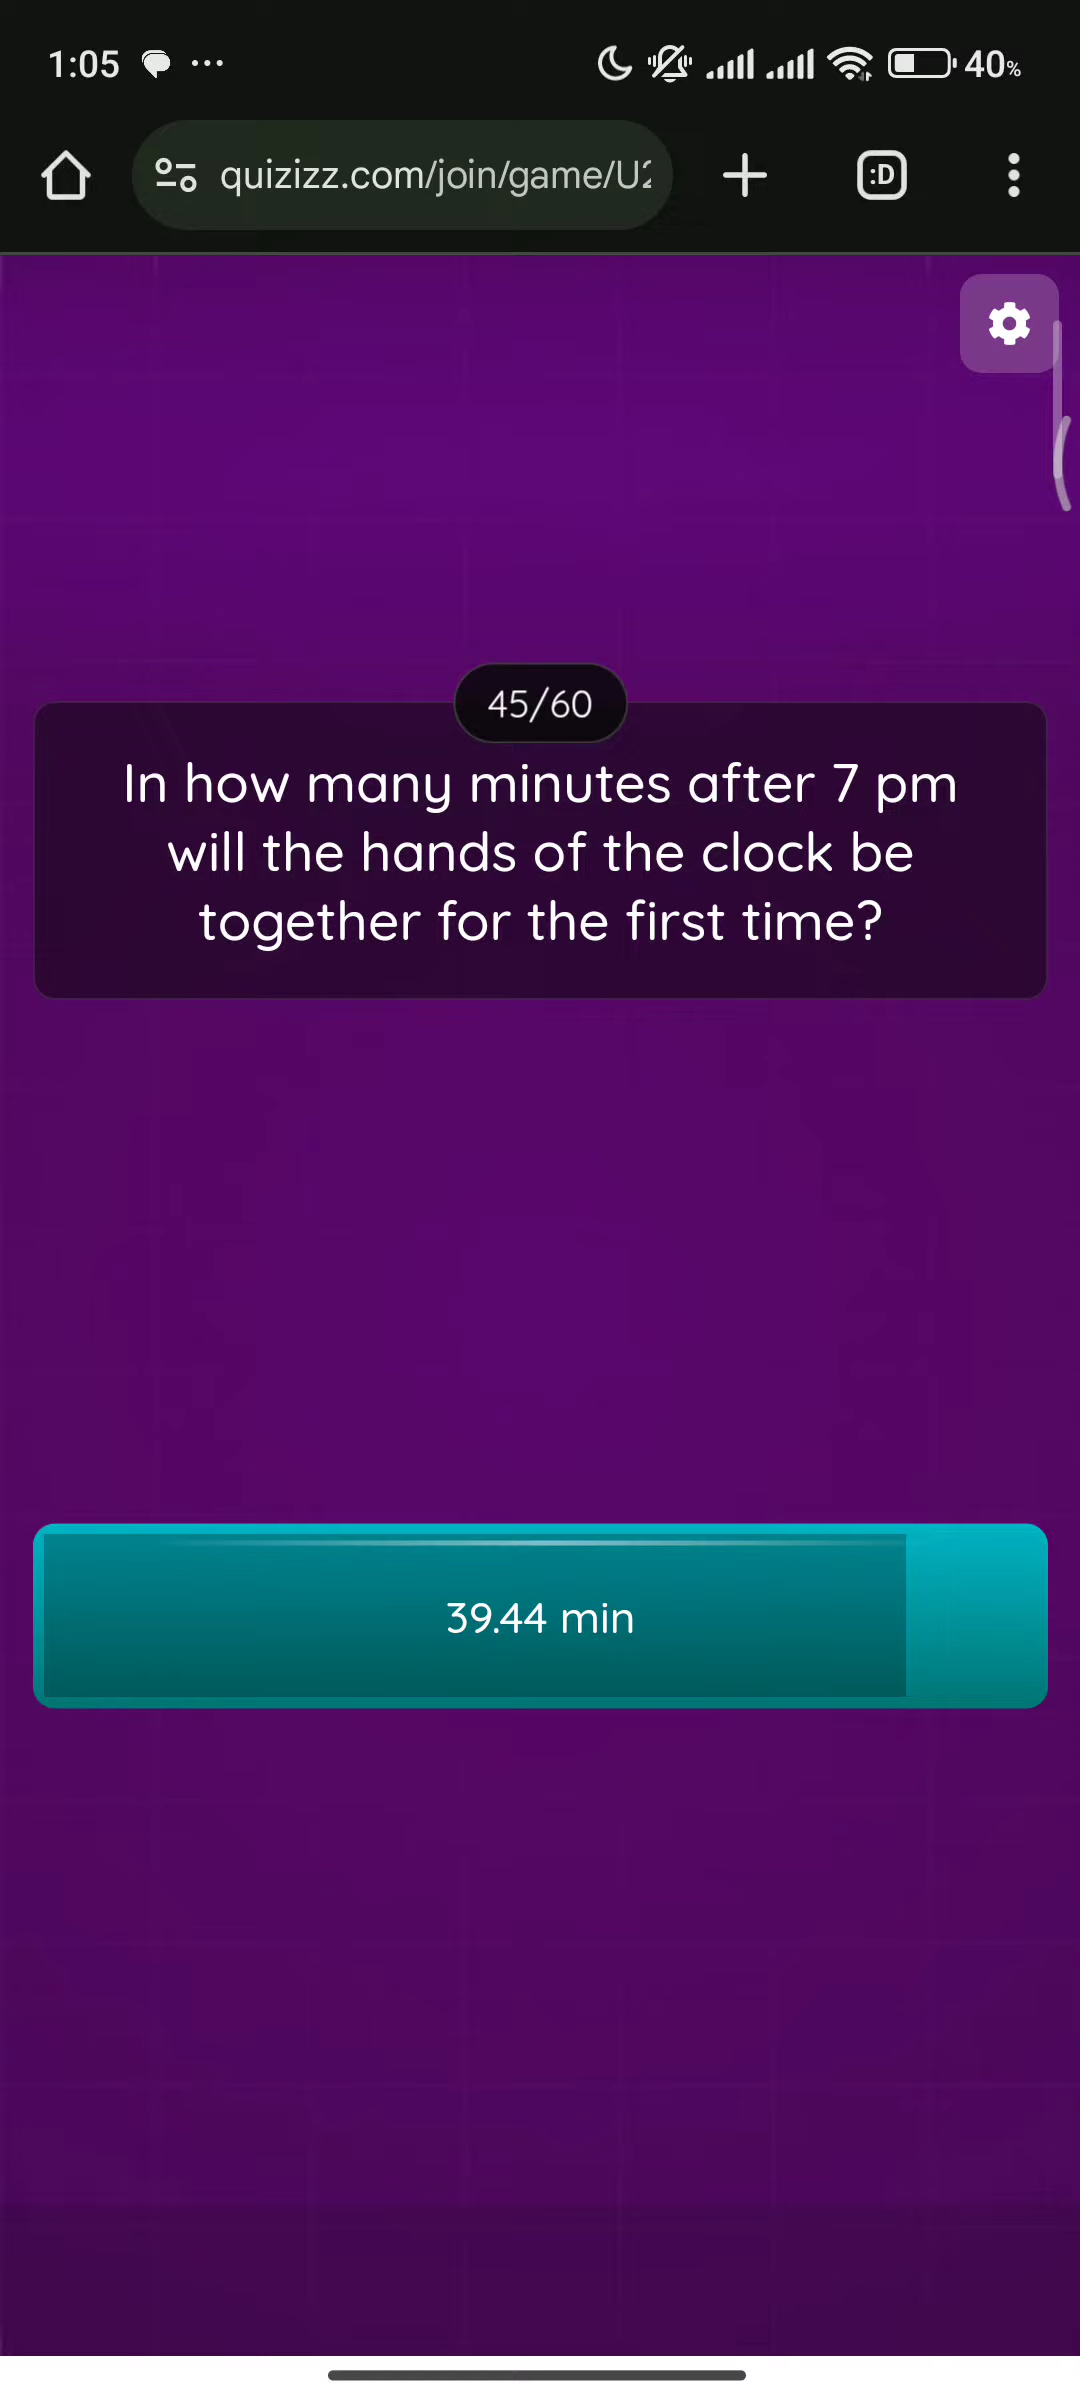 1:05 ... 40%
quizizz.com/join/game/U2
:D
45/60
In how many minutes after 7 pm
will the hands of the clock be
together for the first time?
39.44 min